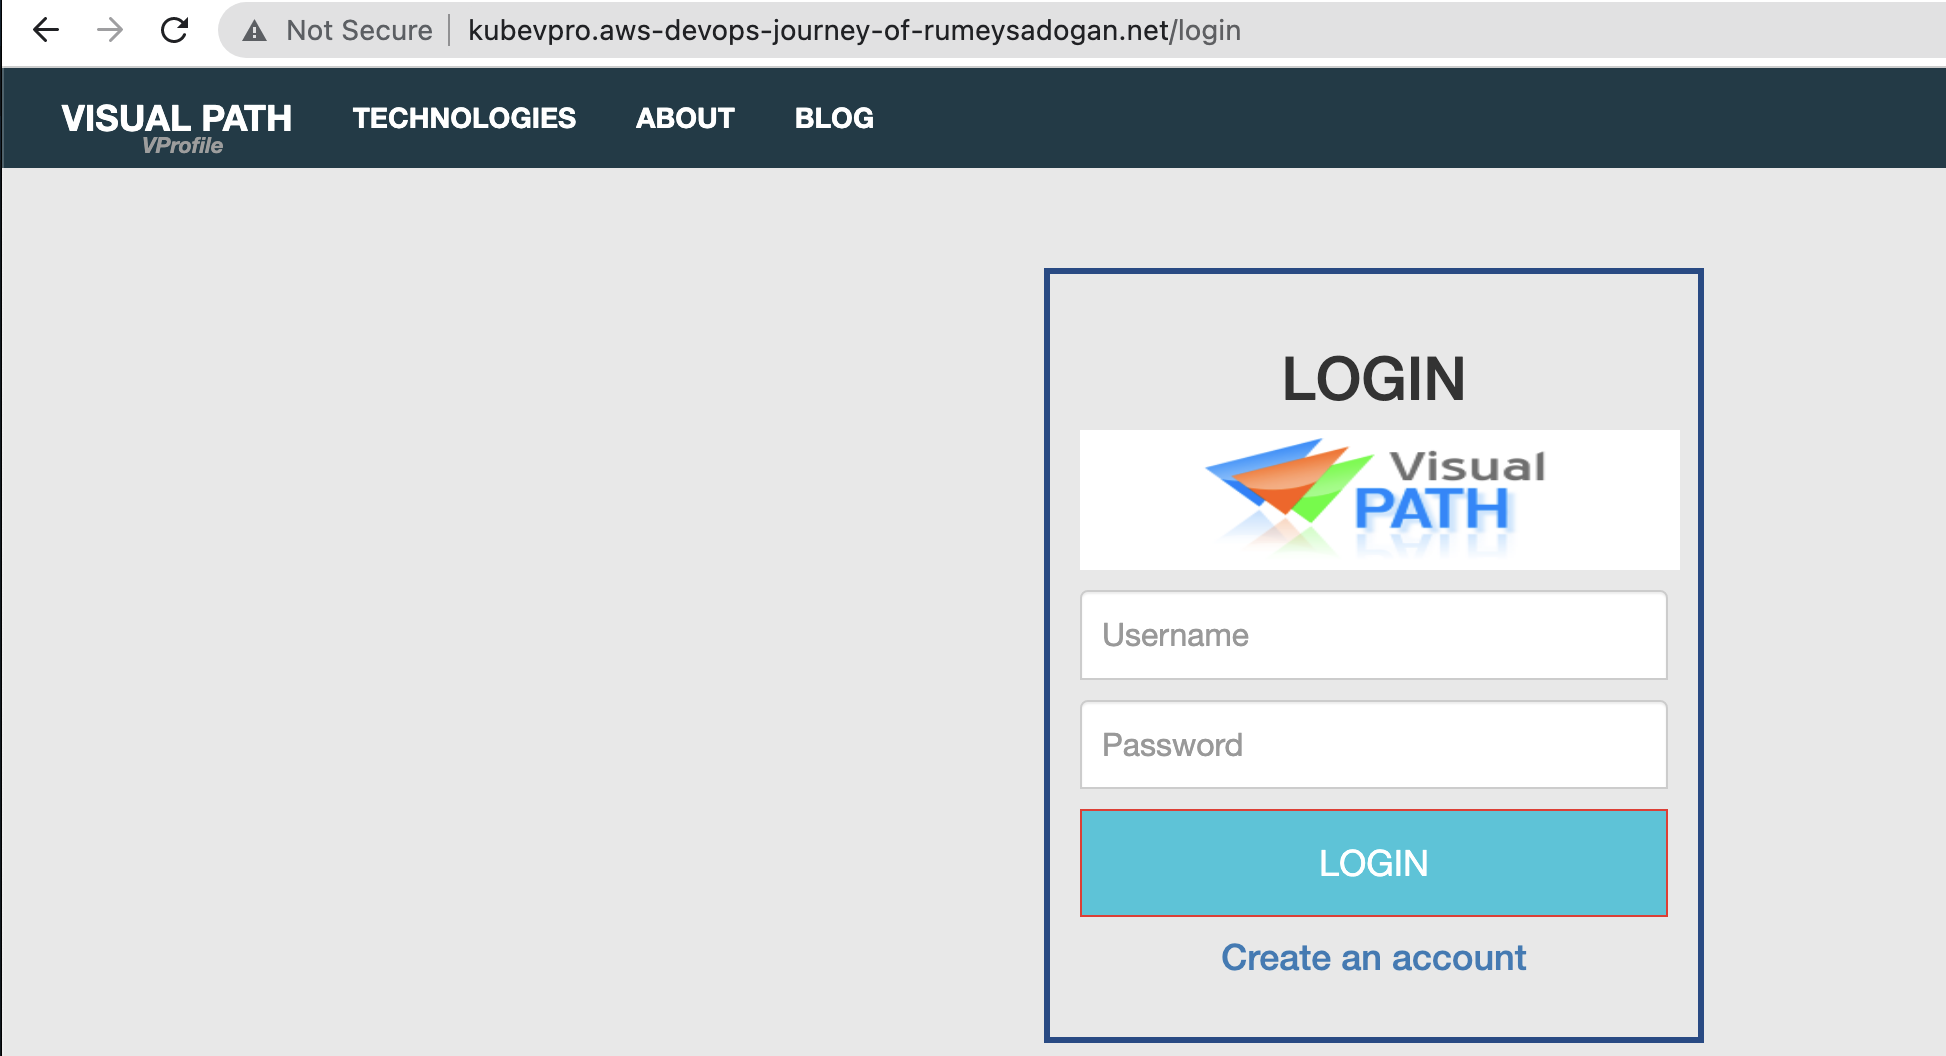 Not Secure kubevpro.aws-devops-journey-of-rumeysadogan.net/login
VISUAL PATH TECHNOLOGIES ABOUT BLOG
VProfile
LOGIN
Visual
PATH
Username
Password
LOGIN
Create an account